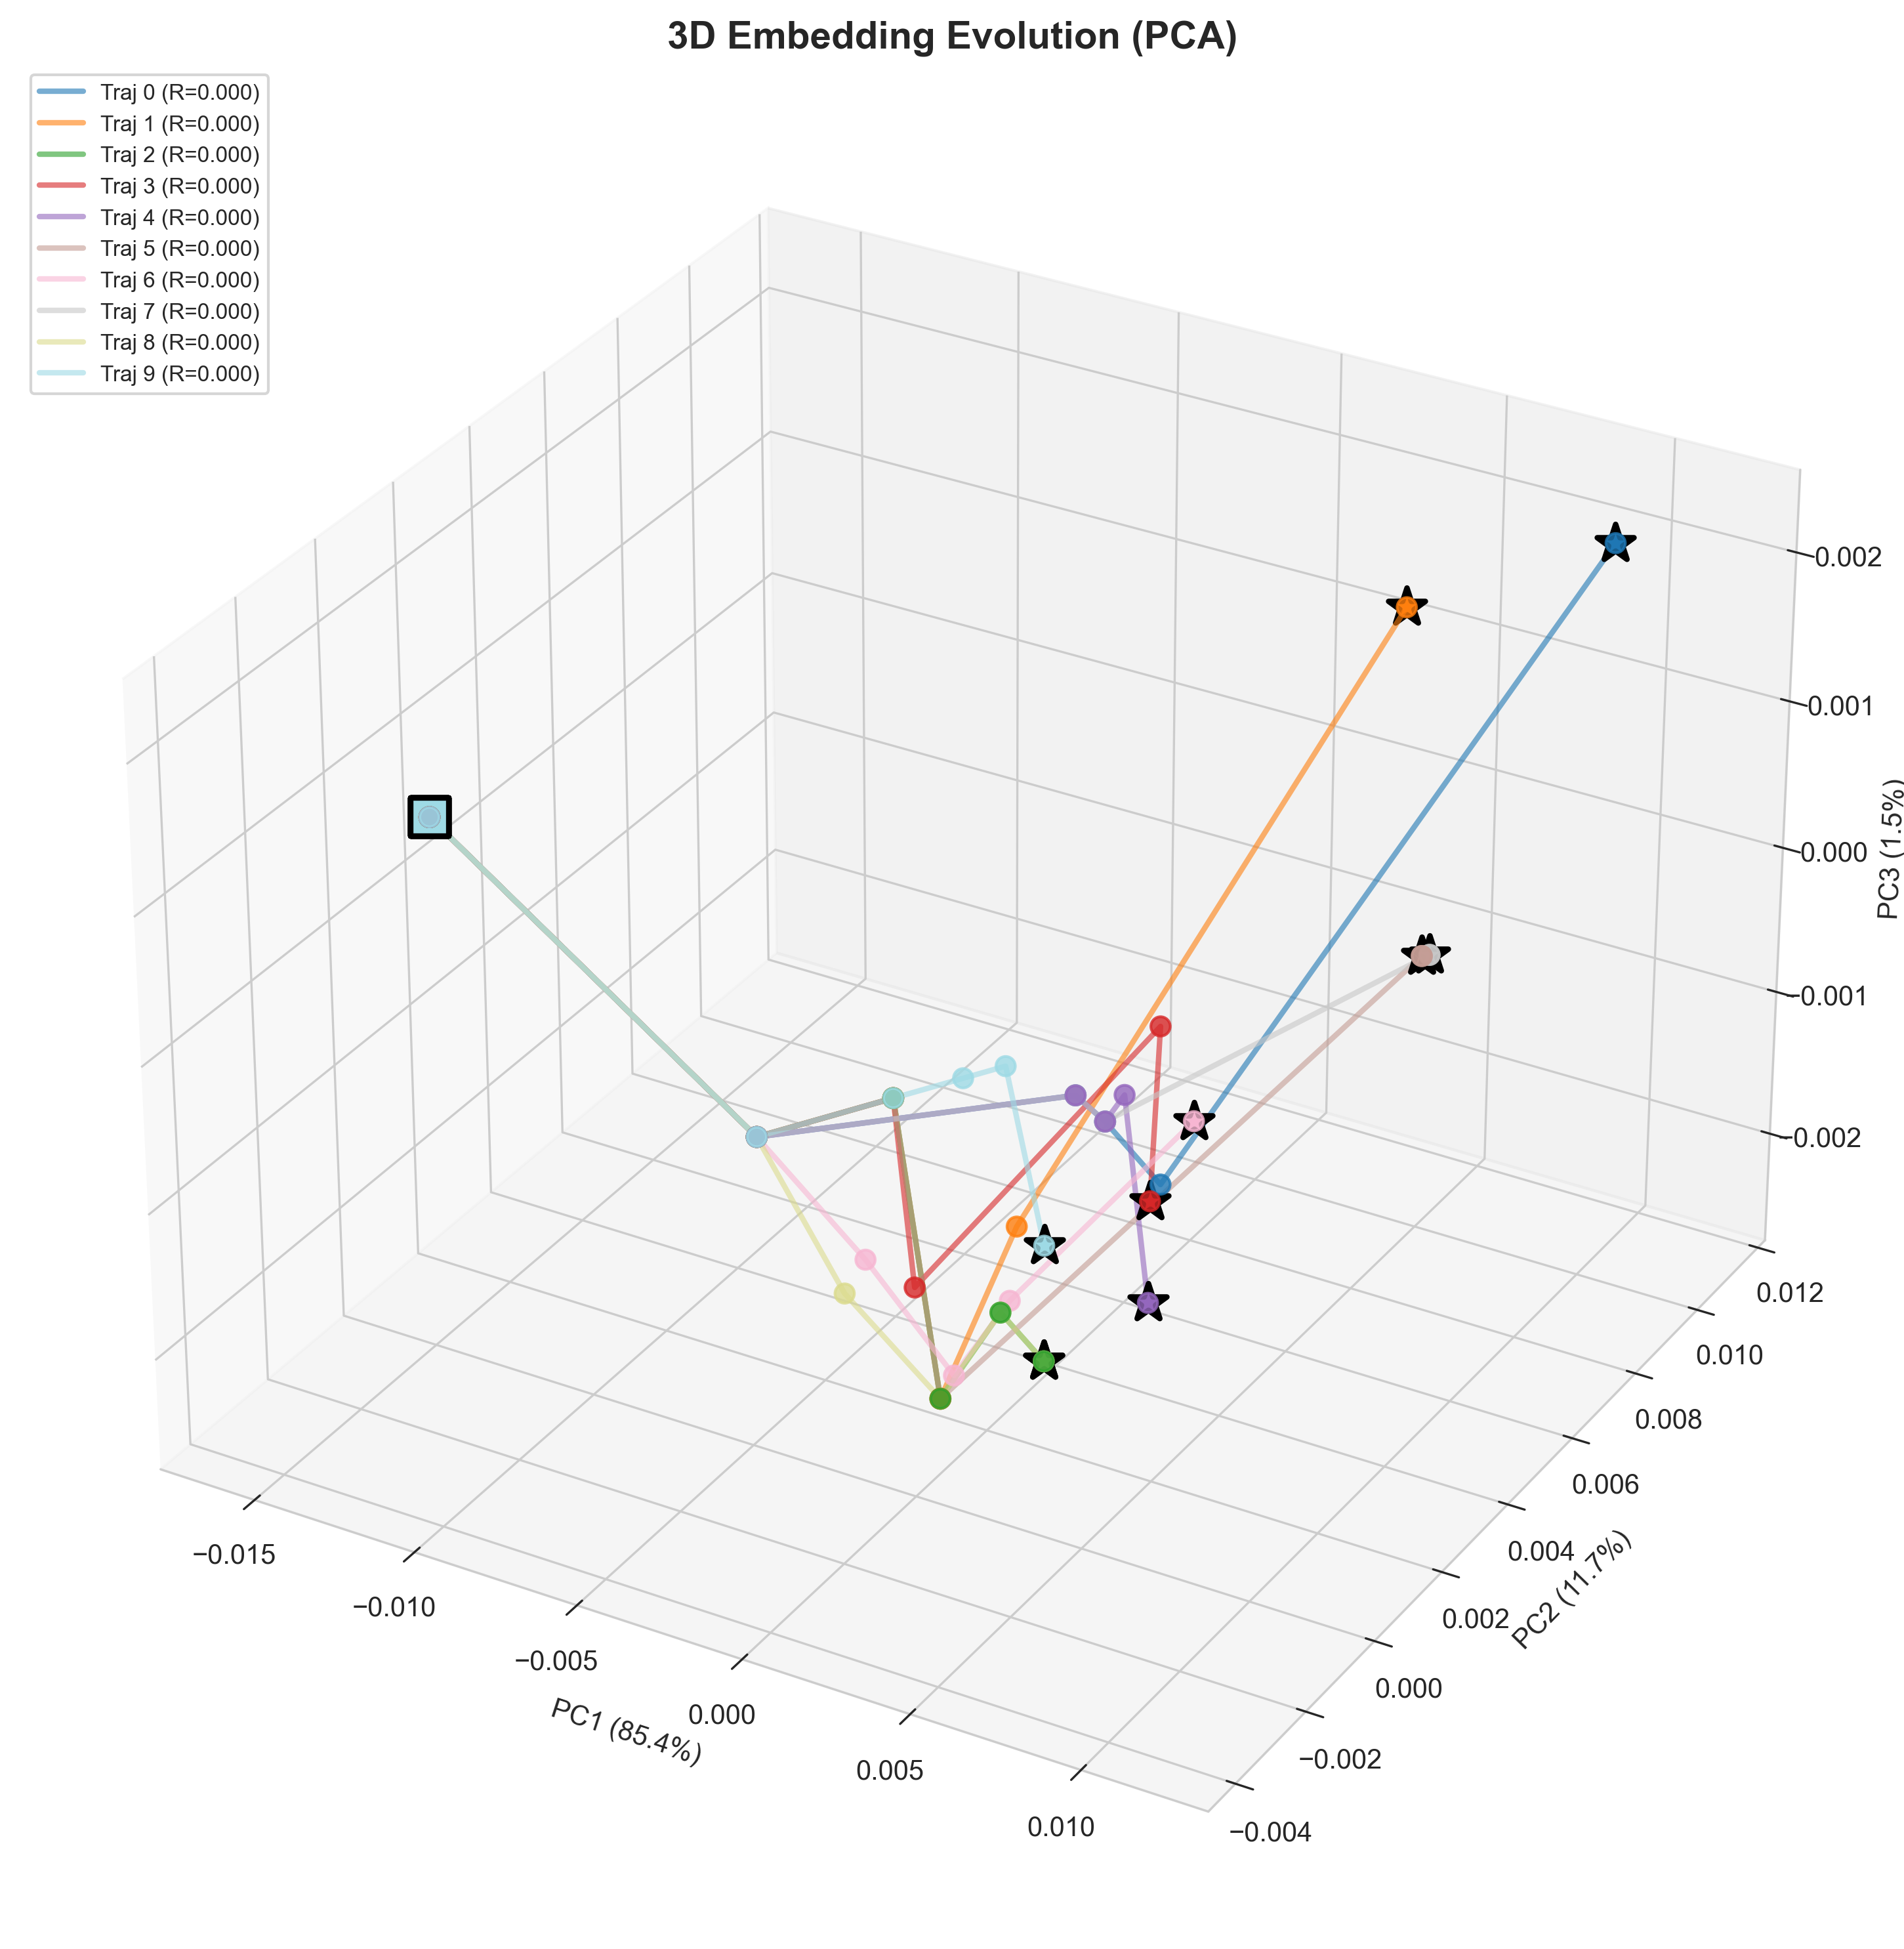 3D Embedding Evolution (PCA)
Traj 0 (R=0.000)
Traj 1 (R=0.000)
Traj 2 (R=0.000)
Traj 3 (R=0.000)
Traj 4 (R=0.000)
Traj 5 (R=0.000)
Traj 6 (R=0.000)
Traj 7 (R=0.000)
Traj 8 (R=0.000)
Traj 9 (R=0.000)
0.002
0.001
0.000
−0.001
−0.002
PC3 (1.5%)
0.012
0.010
0.008
0.006
0.004
0.002
0.000
−0.002
−0.004
PC2 (11.7%)
−0.015
−0.010
−0.005
0.000
0.005
0.010
PC1 (85.4%)